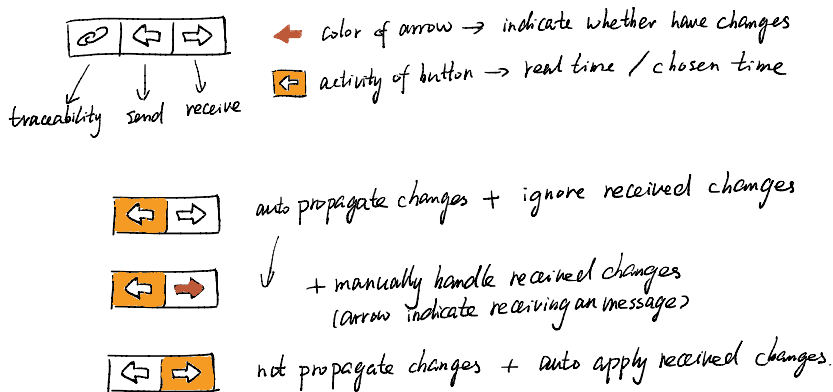 color of arrow → indicate whether have changes
activity of button → real time / chosen time
traceability send receive
auto propagate changes + ignore received changes
+ manually handle received changes
(arrow indicate receiving an message)
not propagate changes + auto apply received changes.